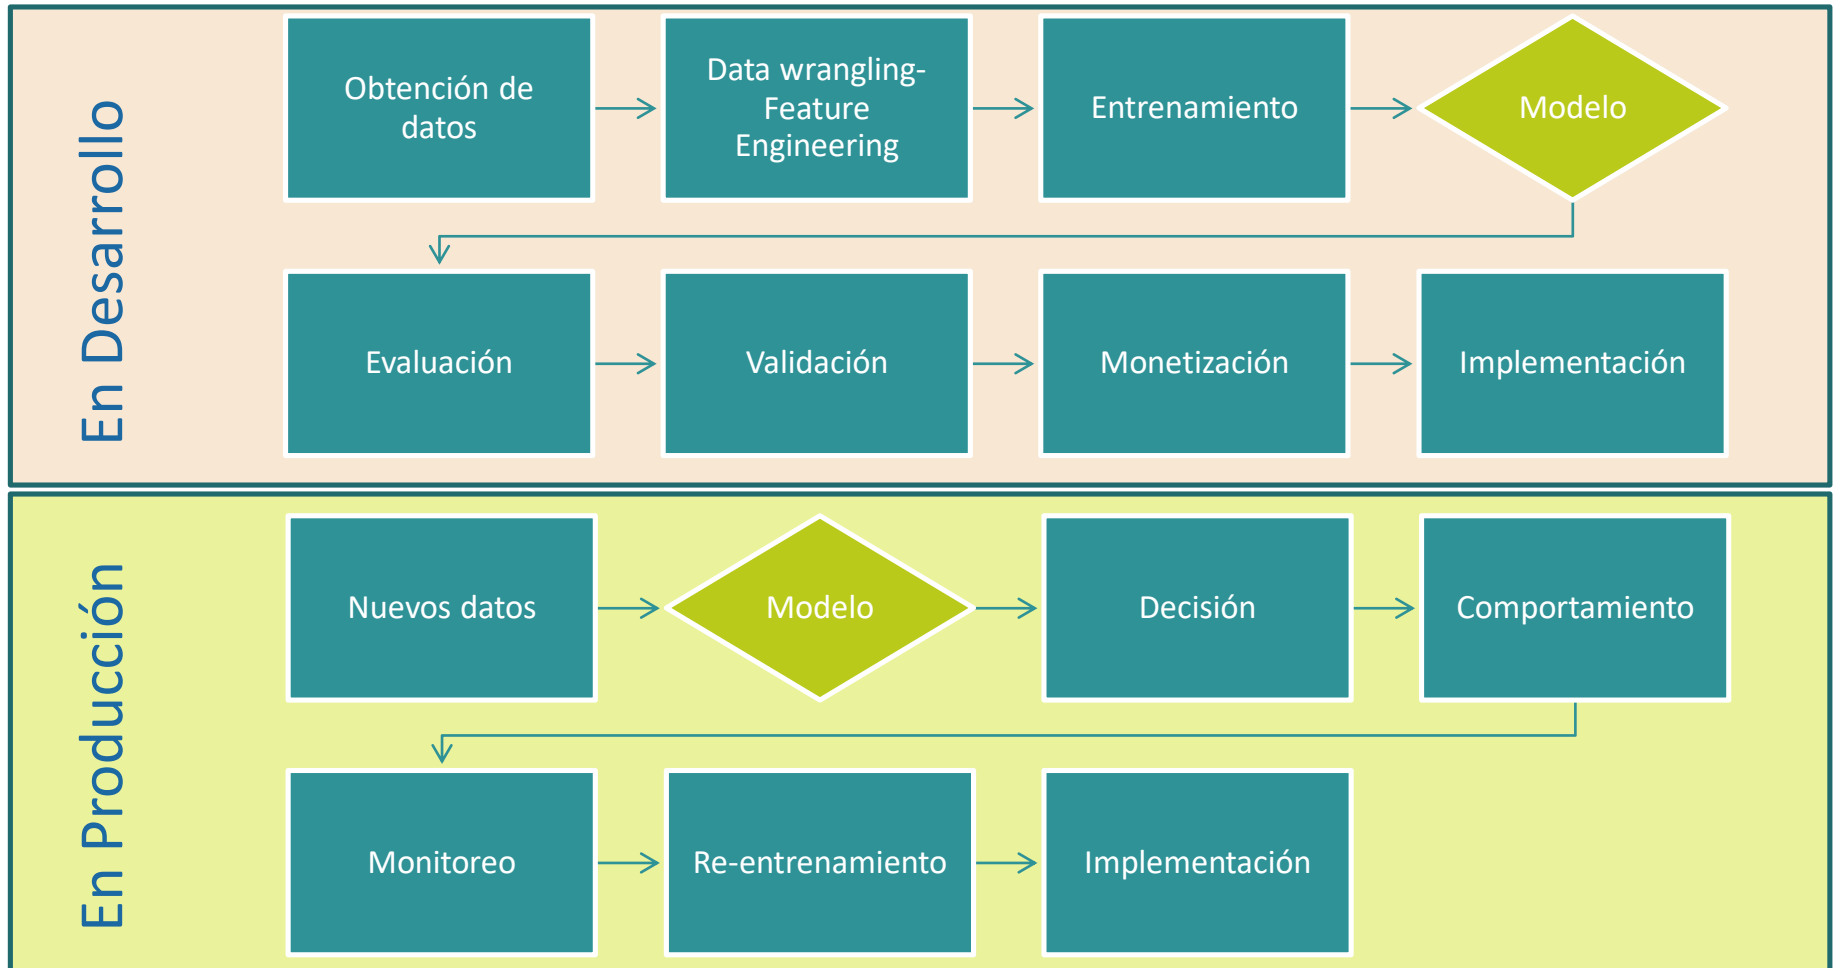 En Desarrollo
Obtención de
datos
Data wrangling-
Feature
Engineering
Entrenamiento
Modelo
Evaluación
Validación
Monetización
Implementación
En Producción
Nuevos datos
Modelo
Decisión
Comportamiento
Monitoreo
Re-entrenamiento
Implementación